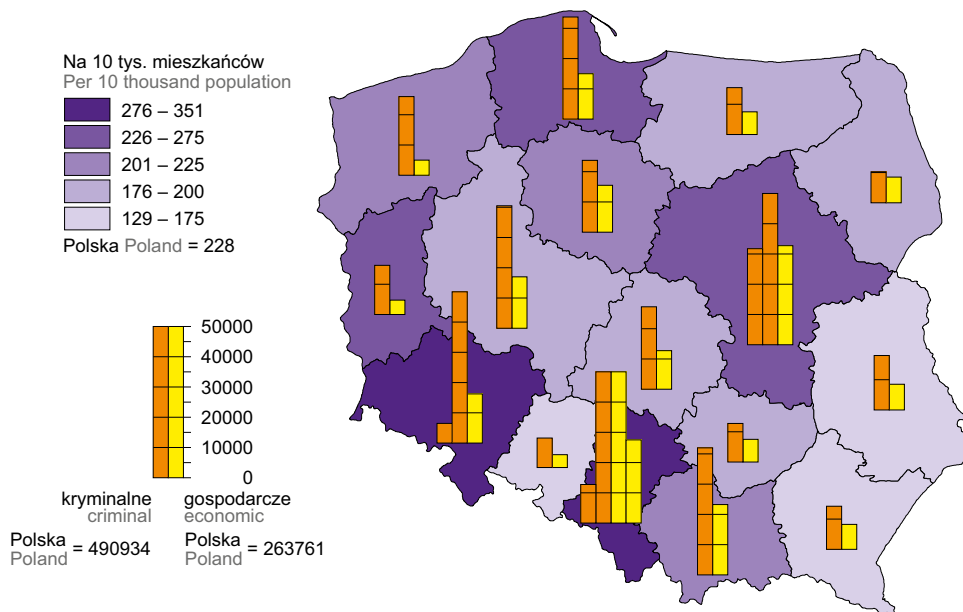 Na 10 tys. mieszkańców
Per 10 thousand population
276 – 351
226 – 275
201 – 225
176 – 200
129 – 175
Polska Poland = 228
50000
40000
30000
20000
10000
0
kryminalne gospodarcze
criminal economic
Polska Poland = 490934 Polska Poland = 263761